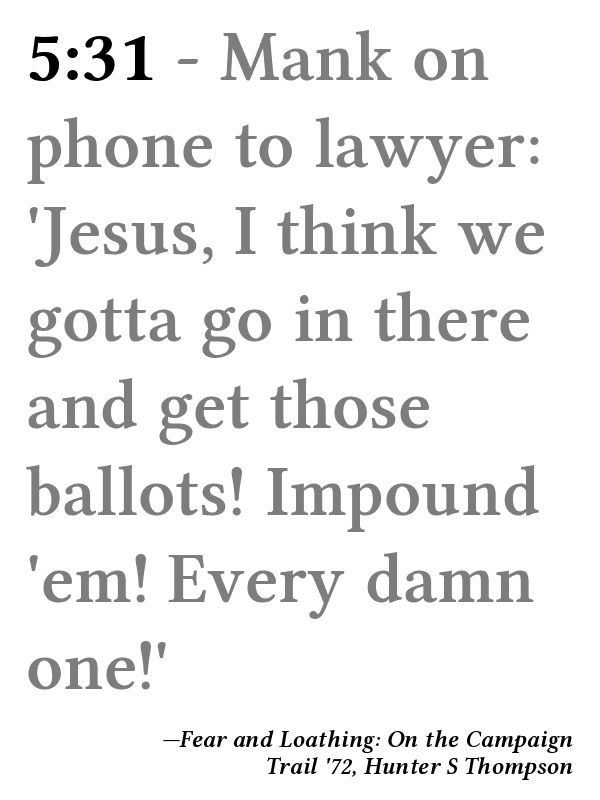 5:31 - Mank on
phone to lawyer:
'Jesus, I think we
gotta go in there
and get those
ballots! Impound
'em! Every damn
one!'
—Fear and Loathing: On the Campaign
Trail '72, Hunter S Thompson